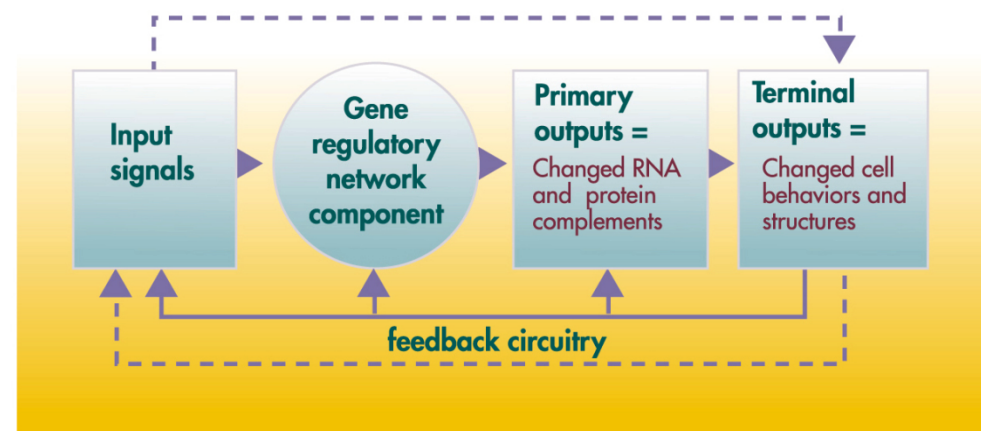 Input
signals
Gene
regulatory
network
component
Primary
outputs =
Changed RNA
and protein
complements
Terminal
outputs =
Changed cell
behaviors and
structures
feedback circuitry